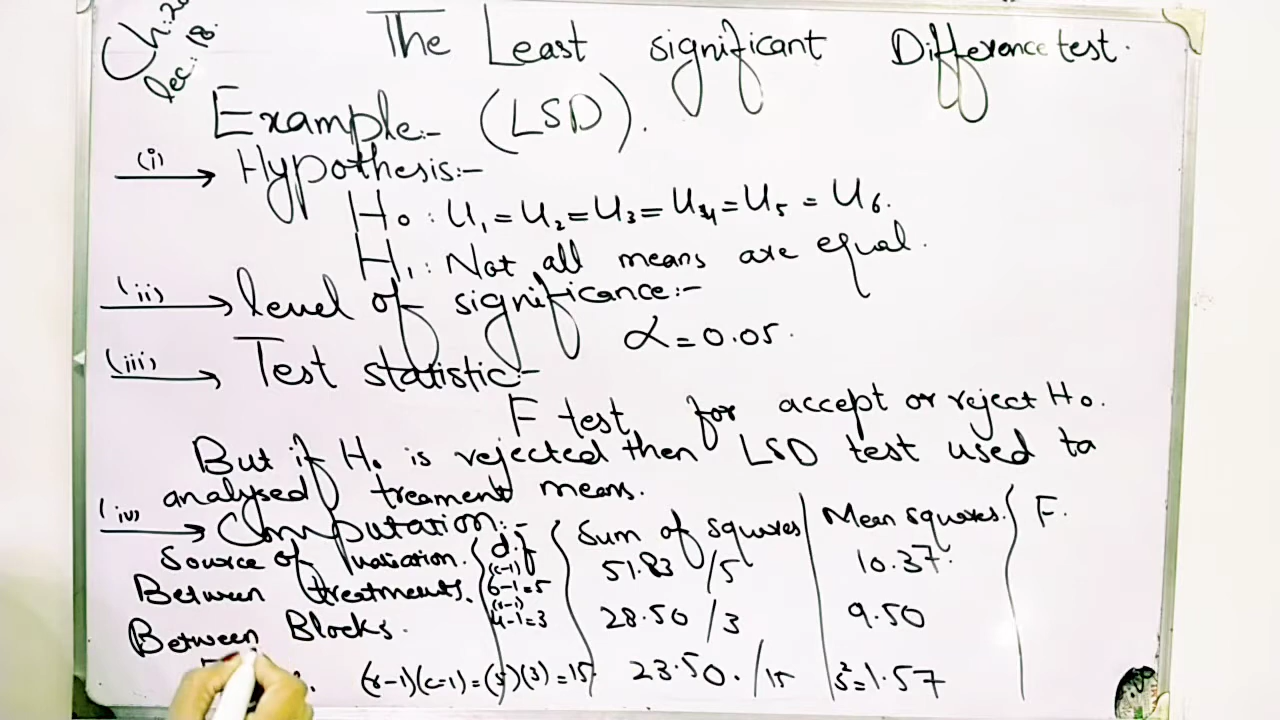 Ch:20
Lec: 18.
The Least significant Difference test.
Example:- (LSD).
(i) Hypothesis:-
H₀ : U₁ = U₂ = U₃ = U₄ = U₅ = U₆.
H₁ : Not all means are equal.
(ii) level of significance:-
α = 0.05.
(iii) Test statistic:-
F test for accept or reject H₀.
But if H₀ is rejected then LSD test used to
analysed treament means.
(iv) Computation:-
Source of vatiation. d.f Sum of squares Mean squares. F.
Between treatments. (c-1) 6-1=5 51.83 /5 10.37.
Between Blocks. (r-1) 4-1=3 28.50 /3 9.50
(r-1)(c-1)=(5)(3)=15 23.50. /15 s²=1.57